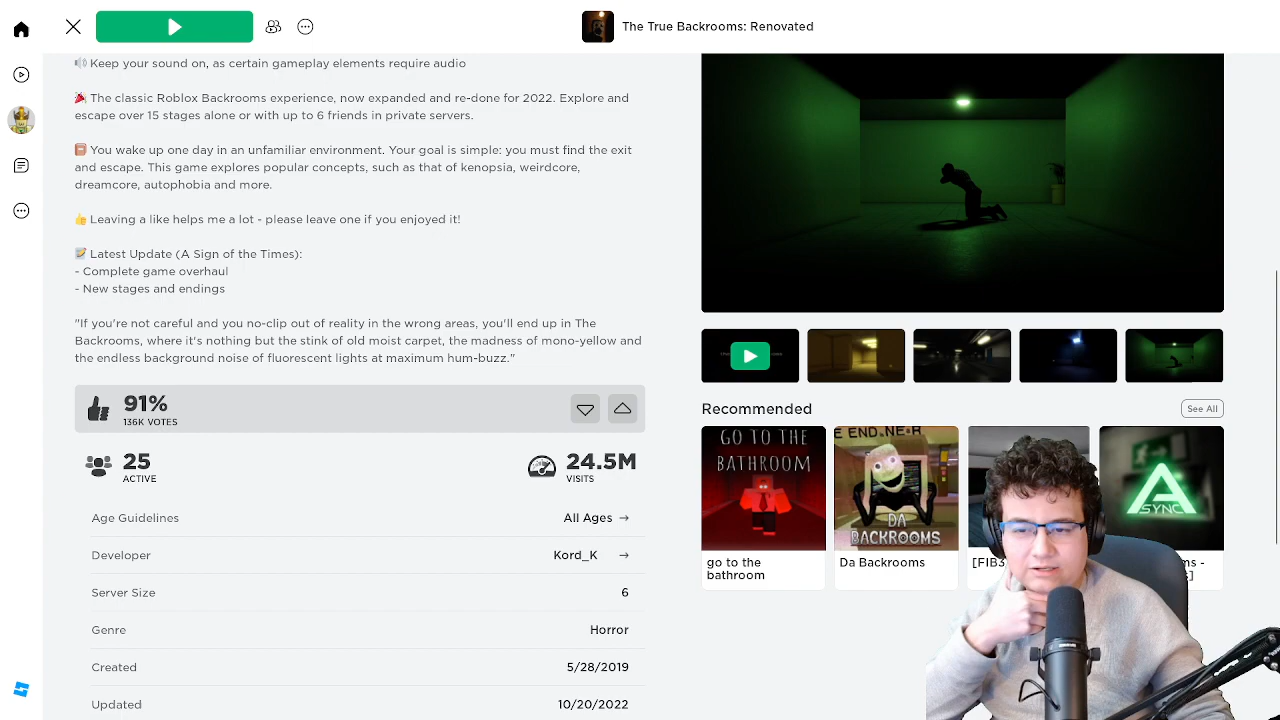 The True Backrooms: Renovated
🔊 Keep your sound on, as certain gameplay elements require audio
🎉 The classic Roblox Backrooms experience, now expanded and re-done for 2022. Explore and
escape over 15 stages alone or with up to 6 friends in private servers.
📔 You wake up one day in an unfamiliar environment. Your goal is simple: you must find the exit
and escape. This game explores popular concepts, such as that of kenopsia, weirdcore,
dreamcore, autophobia and more.
👍 Leaving a like helps me a lot - please leave one if you enjoyed it!
📝 Latest Update (A Sign of the Times):
- Complete game overhaul
- New stages and endings
"If you're not careful and you no-clip out of reality in the wrong areas, you'll end up in The
Backrooms, where it's nothing but the stink of old moist carpet, the madness of mono-yellow and
the endless background noise of fluorescent lights at maximum hum-buzz."
91%
136K VOTES
25
ACTIVE
24.5M
VISITS
Age Guidelines All Ages →
Developer Kord_K →
Server Size 6
Genre Horror
Created 5/28/2019
Updated 10/20/2022
Recommended
See All
GO TO THE
BATHROOM
go to the
bathroom
E END.NE R
DA
BACKROOMS
Da Backrooms
[FIB3
A
SYNC
ms -
s]